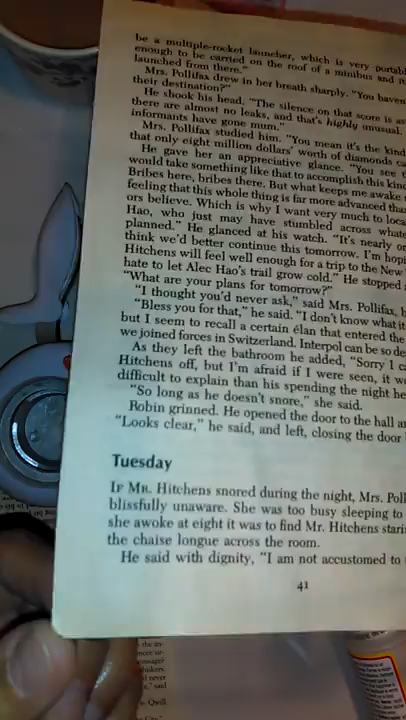 be a multiple-rocket launcher, which is very portabl
enough to be carried on the roof of a minibus and it
launched from there."
Mrs. Pollifax drew in her breath sharply. "You haven
their destination?"
He shook his head. "The silence on that score is as
there are almost no leaks, and that's highly unusual.
informants have gone mum."
Mrs. Pollifax studied him. "You mean it's the kind
that only eight million dollars' worth of diamonds c
He gave her an appreciative glance. "You see t
would take something like that to accomplish this kin
Bribes here, bribes there. But what keeps me awake
feeling that this whole thing is far more advanced than
ors believe. Which is why I want very much to loca
Hao, who just may have stumbled across whate
planned." He glanced at his watch. "It's nearly
think we'd better continue this tomorrow. I'm hopi
Hitchens will feel well enough for a trip to the New
hate to let Alec Hao's trail grow cold." He stopped
"What are your plans for tomorrow?"
"I thought you'd never ask," said Mrs. Pollifax, b
"Bless you for that," he said. "I don't know what it
but I seem to recall a certain élan that entered the
we joined forces in Switzerland. Interpol can be so de
As they left the bathroom he added, "Sorry I c
Hitchens off, but I'm afraid if I were seen, it w
difficult to explain than his spending the night he
"So long as he doesn't snore," she said.
Robin grinned. He opened the door to the hall a
"Looks clear," he said, and left, closing the door
Tuesday
IF MR. Hitchens snored during the night, Mrs. Poll
blissfully unaware. She was too busy sleeping to
she awoke at eight it was to find Mr. Hitchens stari
the chaise longue across the room.
He said with dignity, "I am not accustomed to
41